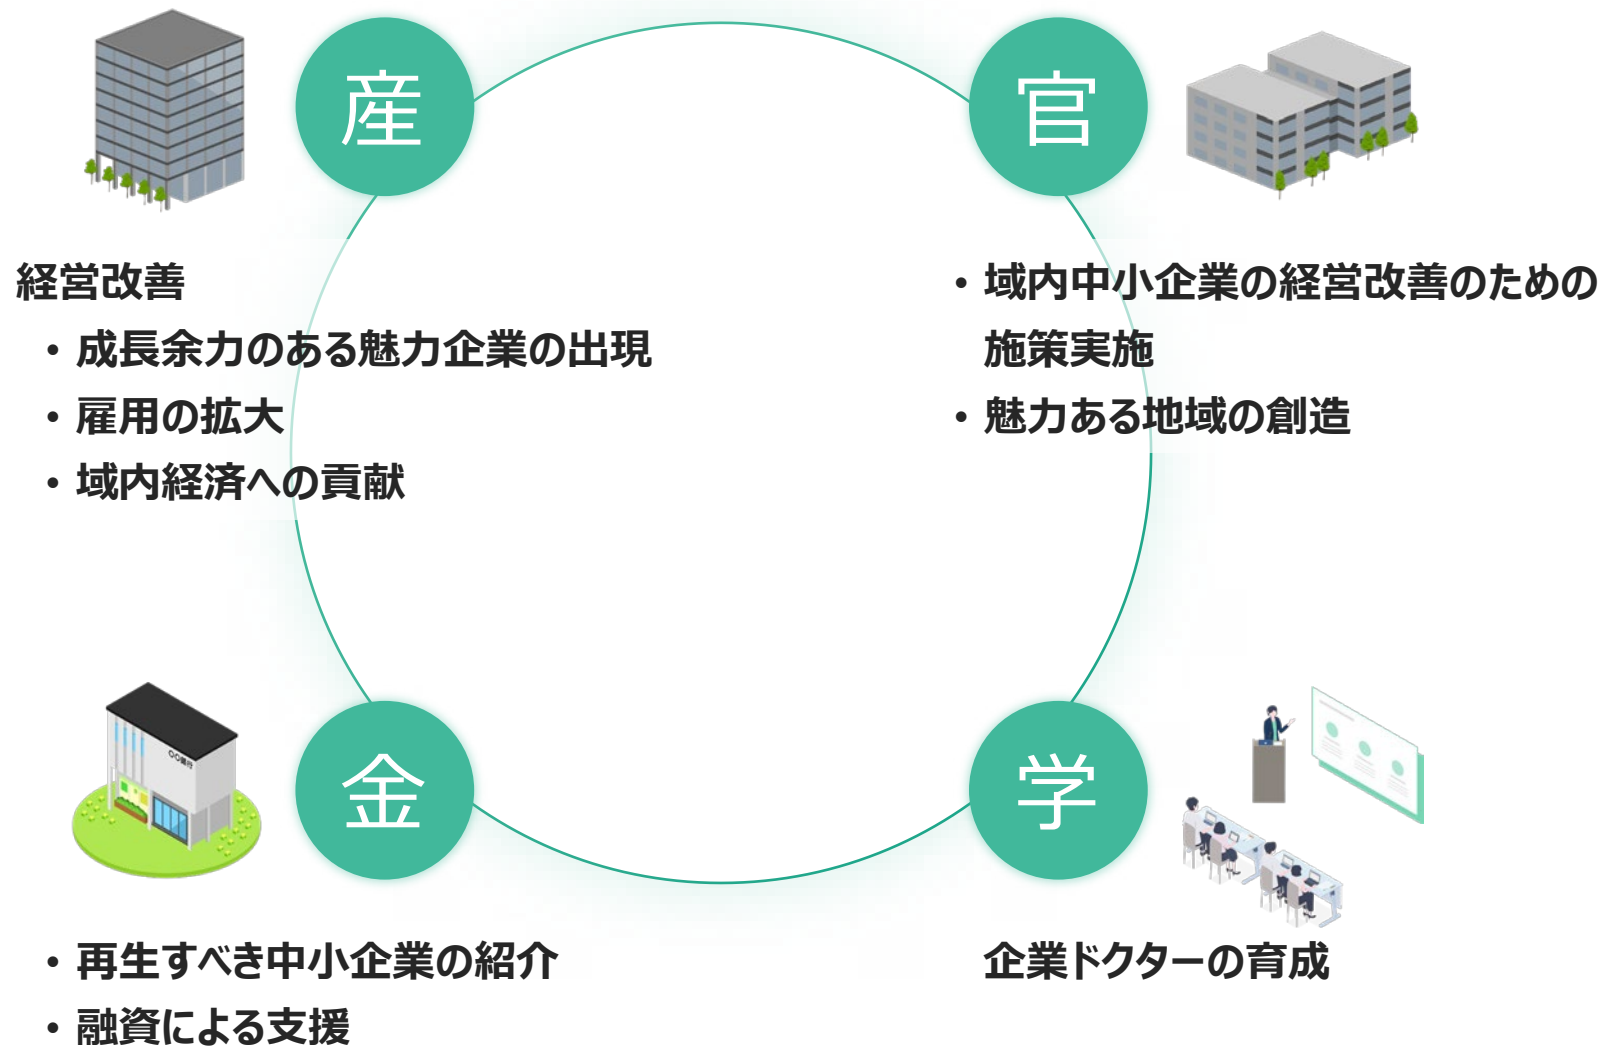 産
経営改善
・成長余力のある魅力企業の出現
・雇用の拡大
・域内経済への貢献
官
・域内中小企業の経営改善のための
施策実施
・魅力ある地域の創造
金
〇〇銀行
・再生すべき中小企業の紹介
・融資による支援
学
企業ドクターの育成